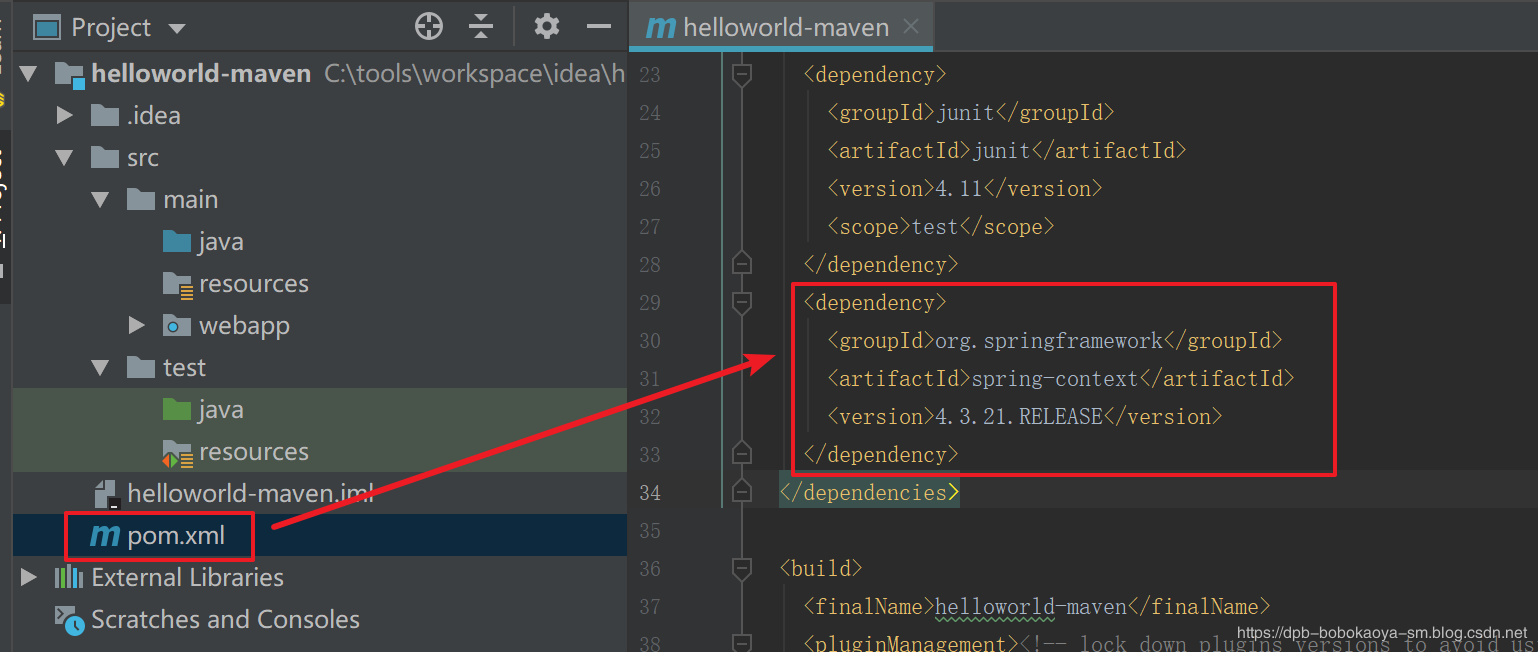 Project
helloworld-maven C:\tools\workspace\idea\h
.idea
src
main
java
resources
webapp
test
java
resources
helloworld-maven.iml
m pom.xml
External Libraries
Scratches and Consoles
m helloworld-maven
23 <dependency>
24 <groupId>junit</groupId>
25 <artifactId>junit</artifactId>
26 <version>4.11</version>
27 <scope>test</scope>
28 </dependency>
29 <dependency>
30 <groupId>org.springframework</groupId>
31 <artifactId>spring-context</artifactId>
32 <version>4.3.21.RELEASE</version>
33 </dependency>
34 </dependencies>
35
36 <build>
37 <finalName>helloworld-maven</finalName>
38 <pluginManagement><!-- lock down plugins versions to avoid us
https://dpb-bobokaoya-sm.blog.csdn.net